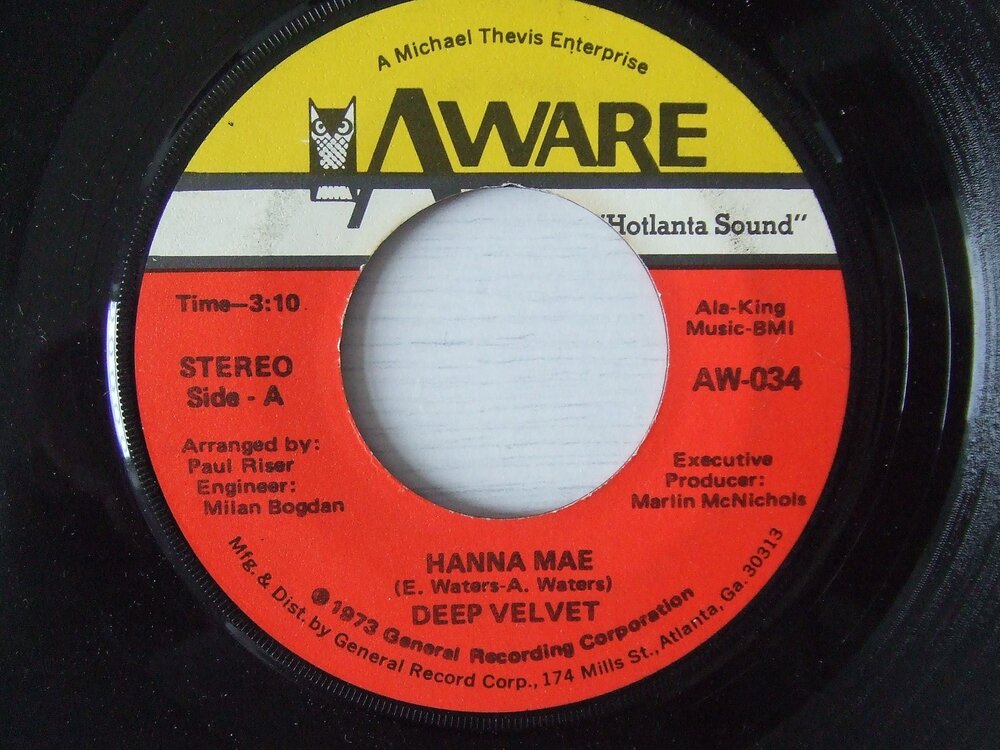 A Michael Thevis Enterprise
AWARE
"Hotlanta Sound"
Time—3:10
STEREO
Side - A
Arranged by:
Paul Riser
Engineer:
Milan Bogdan
Ala-King
Music-BMI
AW-034
Executive
Producer:
Marlin McNichols
HANNA MAE
(E. Waters-A. Waters)
DEEP VELVET
℗ 1973 General Recording Corporation
Mfg. & Dist. by General Record Corp., 174 Mills St., Atlanta, Ga. 30313